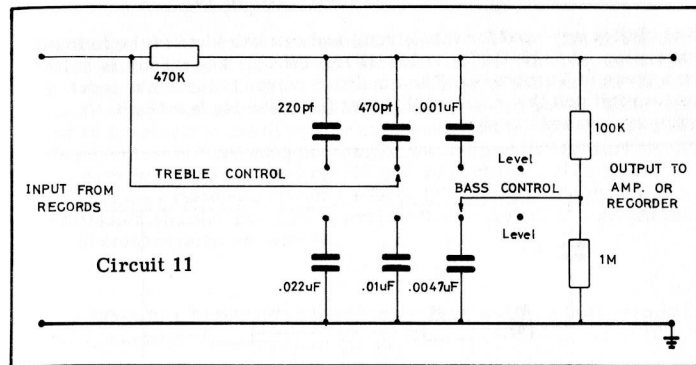 470K
220pf 470pf .001uF
100K
Level
TREBLE CONTROL
INPUT FROM
RECORDS
BASS CONTROL
OUTPUT TO
AMP. OR
RECORDER
Level
Circuit 11
1M
.022uF .01uF .0047uF